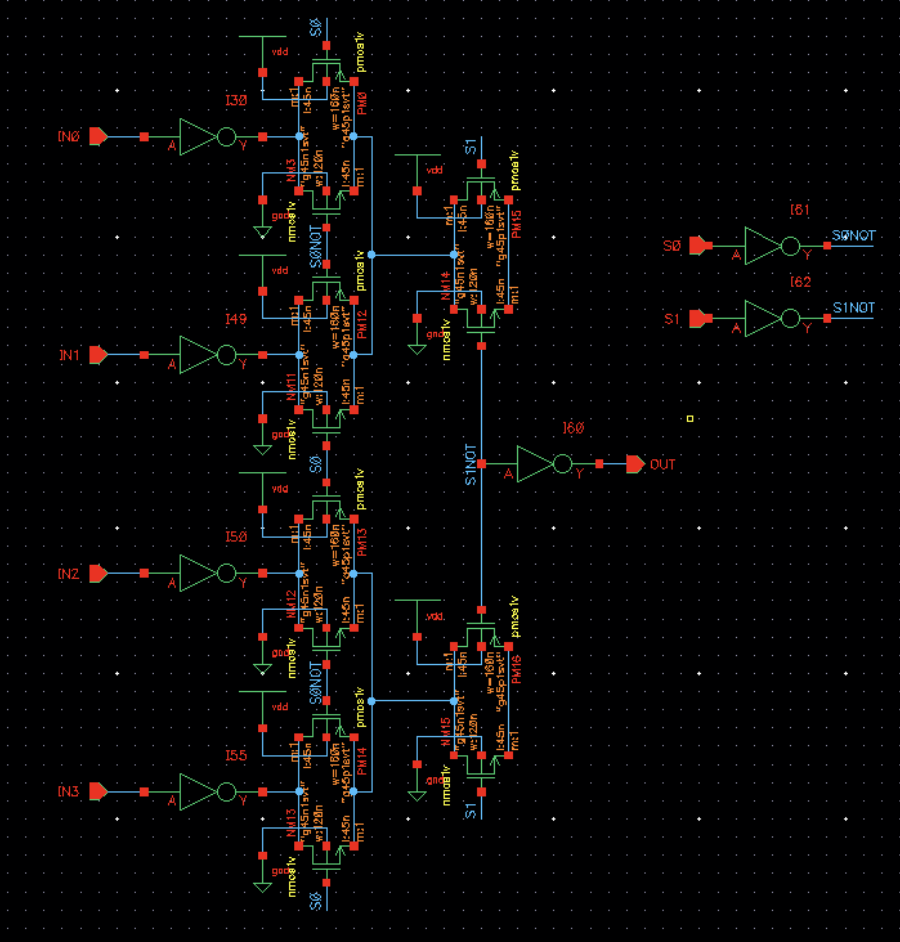 S0
vdd
pmos1v
m:1
l:45n
w=160n
"g45p1svt"
PM0
I30
IN0
A
Y
"g45n1svt"
w:120n
NM3
l:45n
m:1
gnd
nmos1v
S0NOT
vdd
pmos1v
m:1
l:45n
w=160n
"g45p1svt"
PM12
I49
IN1
A
Y
"g45n1svt"
w:120n
NM11
l:45n
m:1
gnd
nmos1v
S0
vdd
pmos1v
m:1
l:45n
w=160n
"g45p1svt"
PM13
I50
IN2
A
Y
"g45n1svt"
w:120n
NM12
l:45n
m:1
gnd
nmos1v
S0NOT
vdd
pmos1v
m:1
l:45n
w=160n
"g45p1svt"
PM14
I55
IN3
A
Y
"g45n1svt"
w:120n
NM13
l:45n
m:1
gnd
nmos1v
S0
S1
vdd
pmos1v
m:1
l:45n
w=160n
"g45p1svt"
PM15
NM14
"g45n1svt"
w:120n
l:45n
m:1
gnd
nmos1v
S1NOT
I60
A
Y
OUT
vdd
pmos1v
m:1
l:45n
w=160n
"g45p1svt"
PM16
NM15
"g45n1svt"
w:120n
l:45n
m:1
gnd
nmos1v
S1
I61
S0
A
Y
S0NOT
I62
S1
A
Y
S1NOT